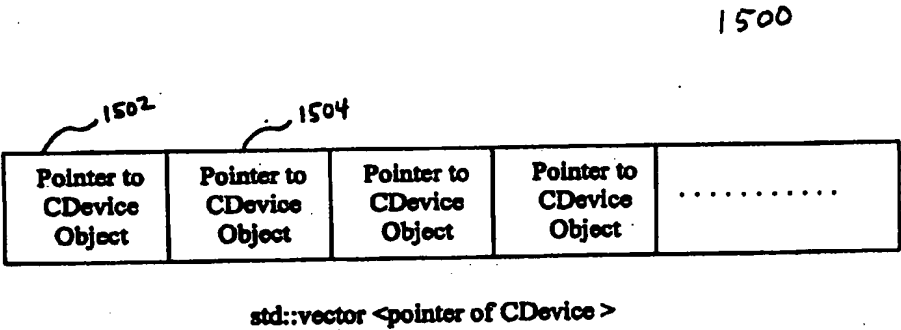 1500
1502
1504
Pointer to
CDevice
Object
Pointer to
CDevice
Object
Pointer to
CDevice
Object
Pointer to
CDevice
Object
...........
std::vector <pointer of CDevice >